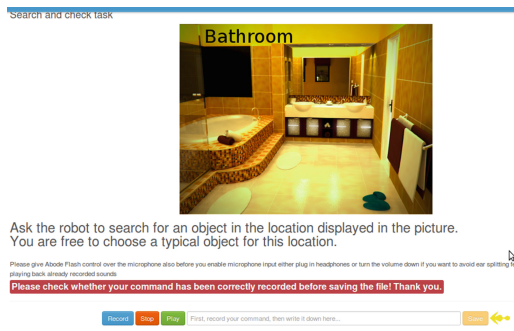 Search and check task
Bathroom
Ask the robot to search for an object in the location displayed in the picture.
You are free to choose a typical object for this location.
Please give Abode Flash control over the microphone also before you enable microphone input either plug in headphones or turn the volume down if you want to avoid ear splitting
playing back already recorded sounds
Please check whether your command has been correctly recorded before saving the file! Thank you.
Record Stop Play First, record your command, then write it down here... Save